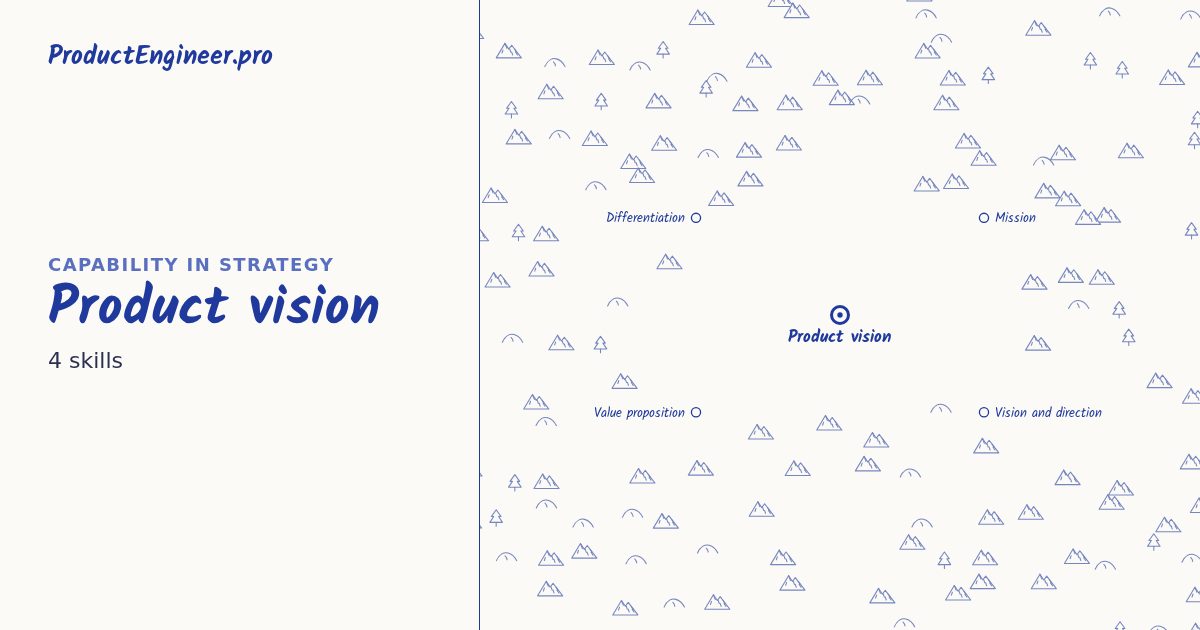 ProductEngineer.pro
CAPABILITY IN STRATEGY
Product vision
4 skills
Differentiation
Mission
Product vision
Value proposition
Vision and direction